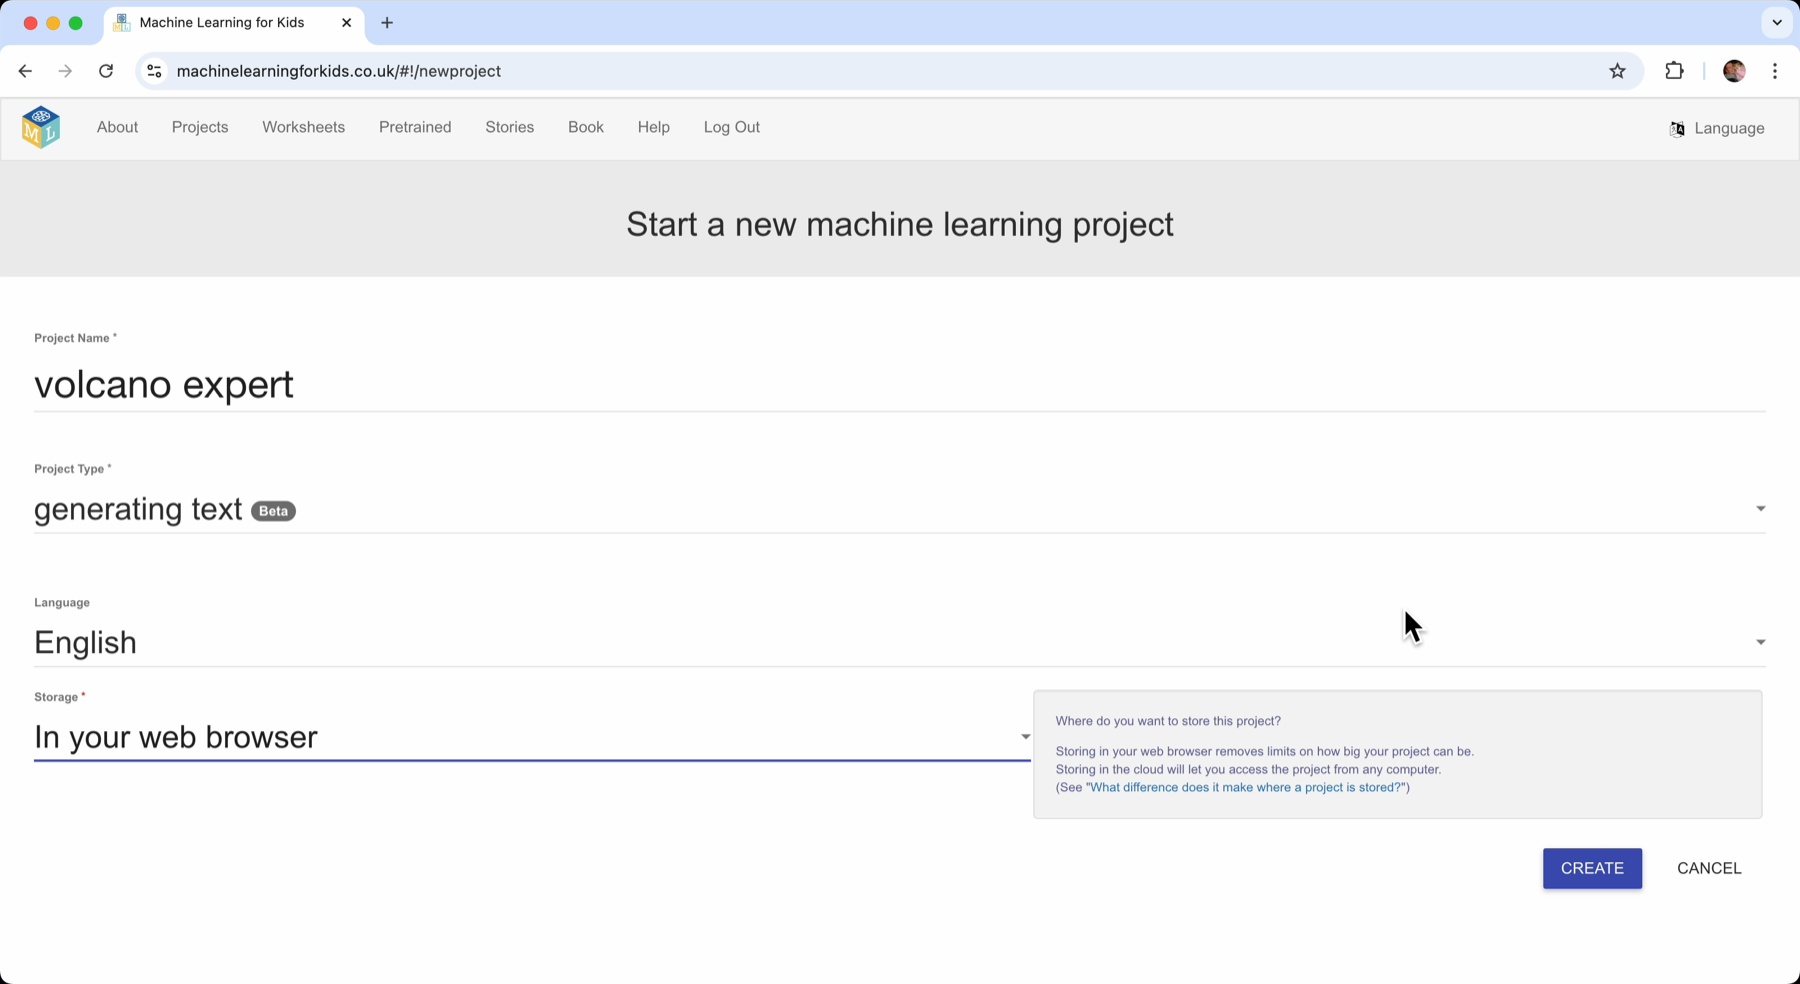 Machine Learning for Kids
machinelearningforkids.co.uk/#!/newproject
ML
About Projects Worksheets Pretrained Stories Book Help Log Out Language
Start a new machine learning project
Project Name *
volcano expert
Project Type *
generating text Beta
Language
English
Storage *
In your web browser
Where do you want to store this project?
Storing in your web browser removes limits on how big your project can be.
Storing in the cloud will let you access the project from any computer.
(See "What difference does it make where a project is stored?")
CREATE CANCEL